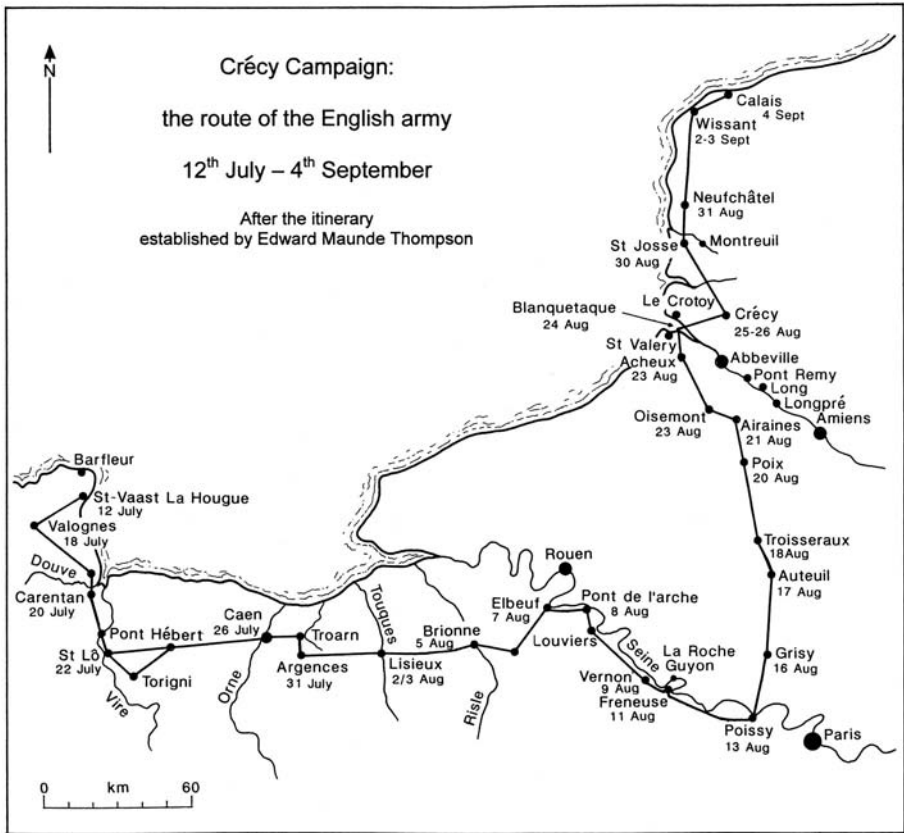 N
Crécy Campaign:
the route of the English army
12th July – 4th September
After the itinerary
established by Edward Maunde Thompson
Calais
4 Sept
Wissant
2-3 Sept
Neufchâtel
31 Aug
St Josse
30 Aug
Montreuil
Le Crotoy
Blanquetaque
24 Aug
Crécy
25-26 Aug
St Valery
Acheux
23 Aug
Abbeville
Pont Remy
Long
Longpré
Amiens
Oisemont
23 Aug
Airaines
21 Aug
Poix
20 Aug
Troisseraux
18Aug
Auteuil
17 Aug
Grisy
16 Aug
Barfleur
St-Vaast La Hougue
12 July
Valognes
18 July
Douve
Carentan
20 July
Pont Hébert
St Lô
22 July
Torigni
Vire
Caen
26 July
Orne
Troarn
Argences
31 July
Touques
Lisieux
2/3 Aug
Brionne
5 Aug
Risle
Rouen
Elbeuf
7 Aug
Pont de l'arche
8 Aug
Louviers
Seine
La Roche
Guyon
Vernon
9 Aug
Freneuse
11 Aug
Poissy
13 Aug
Paris
0 km 60